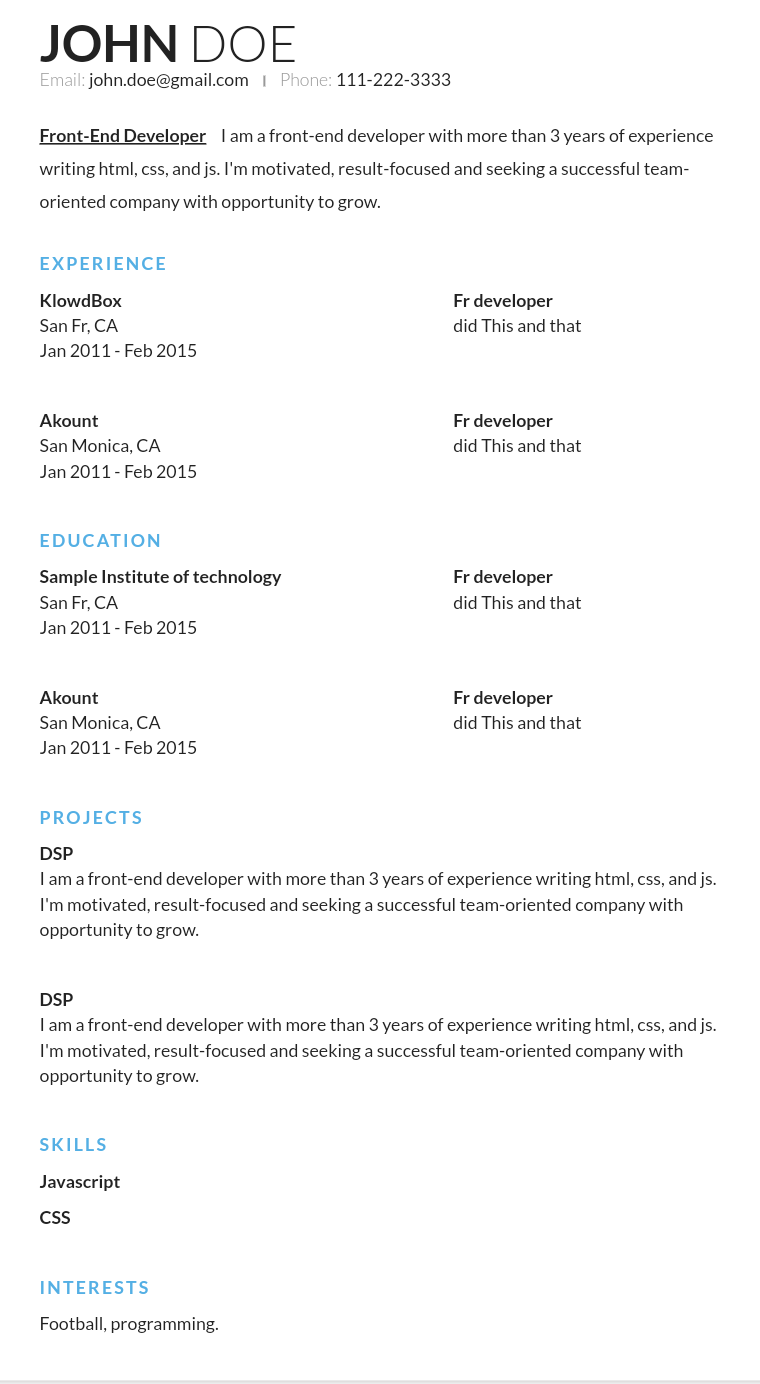 JOHN DOE
Email: john.doe@gmail.com | Phone: 111-222-3333
Front-End Developer I am a front-end developer with more than 3 years of experience
writing html, css, and js. I'm motivated, result-focused and seeking a successful team-
oriented company with opportunity to grow.
EXPERIENCE
KlowdBox
San Fr, CA
Jan 2011 - Feb 2015
Fr developer
did This and that
Akount
San Monica, CA
Jan 2011 - Feb 2015
Fr developer
did This and that
EDUCATION
Sample Institute of technology
San Fr, CA
Jan 2011 - Feb 2015
Fr developer
did This and that
Akount
San Monica, CA
Jan 2011 - Feb 2015
Fr developer
did This and that
PROJECTS
DSP
I am a front-end developer with more than 3 years of experience writing html, css, and js.
I'm motivated, result-focused and seeking a successful team-oriented company with
opportunity to grow.
DSP
I am a front-end developer with more than 3 years of experience writing html, css, and js.
I'm motivated, result-focused and seeking a successful team-oriented company with
opportunity to grow.
SKILLS
Javascript
CSS
INTERESTS
Football, programming.